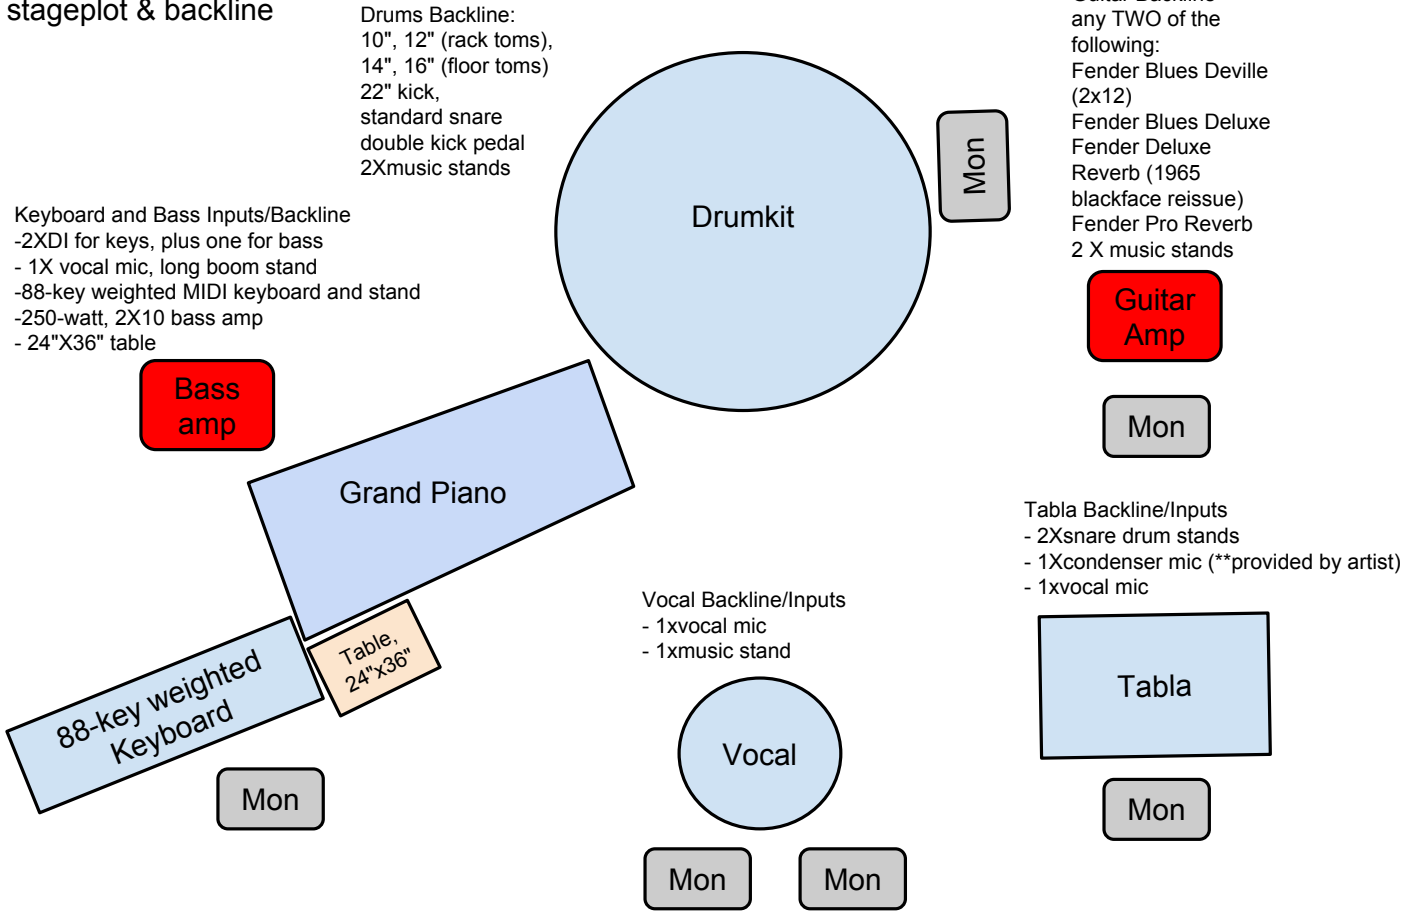 stageplot & backline
Drums Backline:
10", 12" (rack toms),
14", 16" (floor toms)
22" kick,
standard snare
double kick pedal
2Xmusic stands
Guitar Backline
any TWO of the
following:
Fender Blues Deville
(2x12)
Fender Blues Deluxe
Fender Deluxe
Reverb (1965
blackface reissue)
Fender Pro Reverb
2 X music stands
Mon
Drumkit
Keyboard and Bass Inputs/Backline
-2XDI for keys, plus one for bass
- 1X vocal mic, long boom stand
-88-key weighted MIDI keyboard and stand
-250-watt, 2X10 bass amp
- 24"X36" table
Guitar
Amp
Bass
amp
Mon
Grand Piano
Tabla Backline/Inputs
- 2Xsnare drum stands
- 1Xcondenser mic (**provided by artist)
- 1xvocal mic
Vocal Backline/Inputs
- 1xvocal mic
- 1xmusic stand
Table,
24"x36"
88-key weighted
Keyboard
Tabla
Vocal
Mon
Mon
Mon
Mon